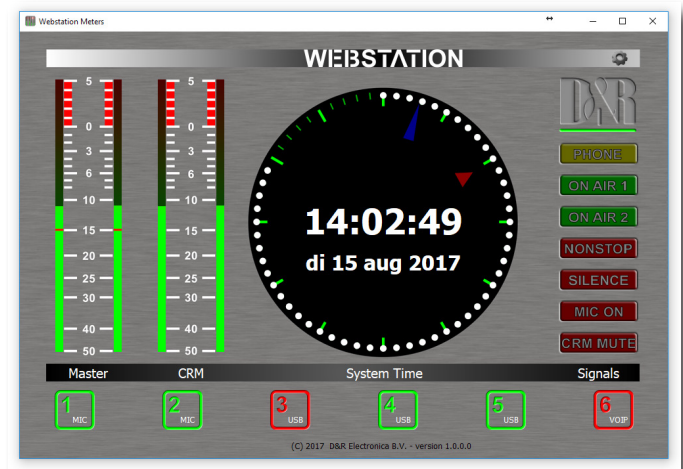 Webstation Meters
WEBSTATION
D&R
5 5
0 0
3 3
6 6
10 10
15 15
20 20
25 25
30 30
40 40
50 50
14:02:49
di 15 aug 2017
PHONE
ON AIR 1
ON AIR 2
NONSTOP
SILENCE
MIC ON
CRM MUTE
Master CRM System Time Signals
1 MIC 2 MIC 3 USB 4 USB 5 USB 6 VOIP
(C) 2017 D&R Electronica B.V. - version 1.0.0.0